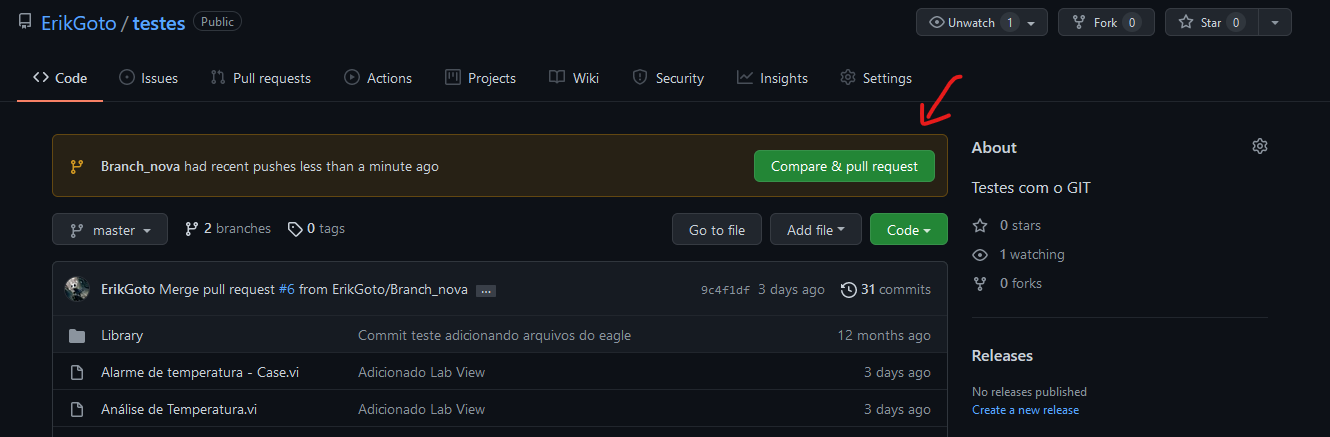 ErikGoto / testes Public Unwatch 1 Fork 0 Star 0
Code Issues Pull requests Actions Projects Wiki Security Insights Settings
Branch_nova had recent pushes less than a minute ago Compare & pull request
master 2 branches 0 tags Go to file Add file Code
ErikGoto Merge pull request #6 from ErikGoto/Branch_nova ... 9c4f1df 3 days ago 31 commits
Library Commit teste adicionando arquivos do eagle 12 months ago
Alarme de temperatura - Case.vi Adicionado Lab View 3 days ago
Análise de Temperatura.vi Adicionado Lab View 3 days ago
About
Testes com o GIT
0 stars
1 watching
0 forks
Releases
No releases published
Create a new release